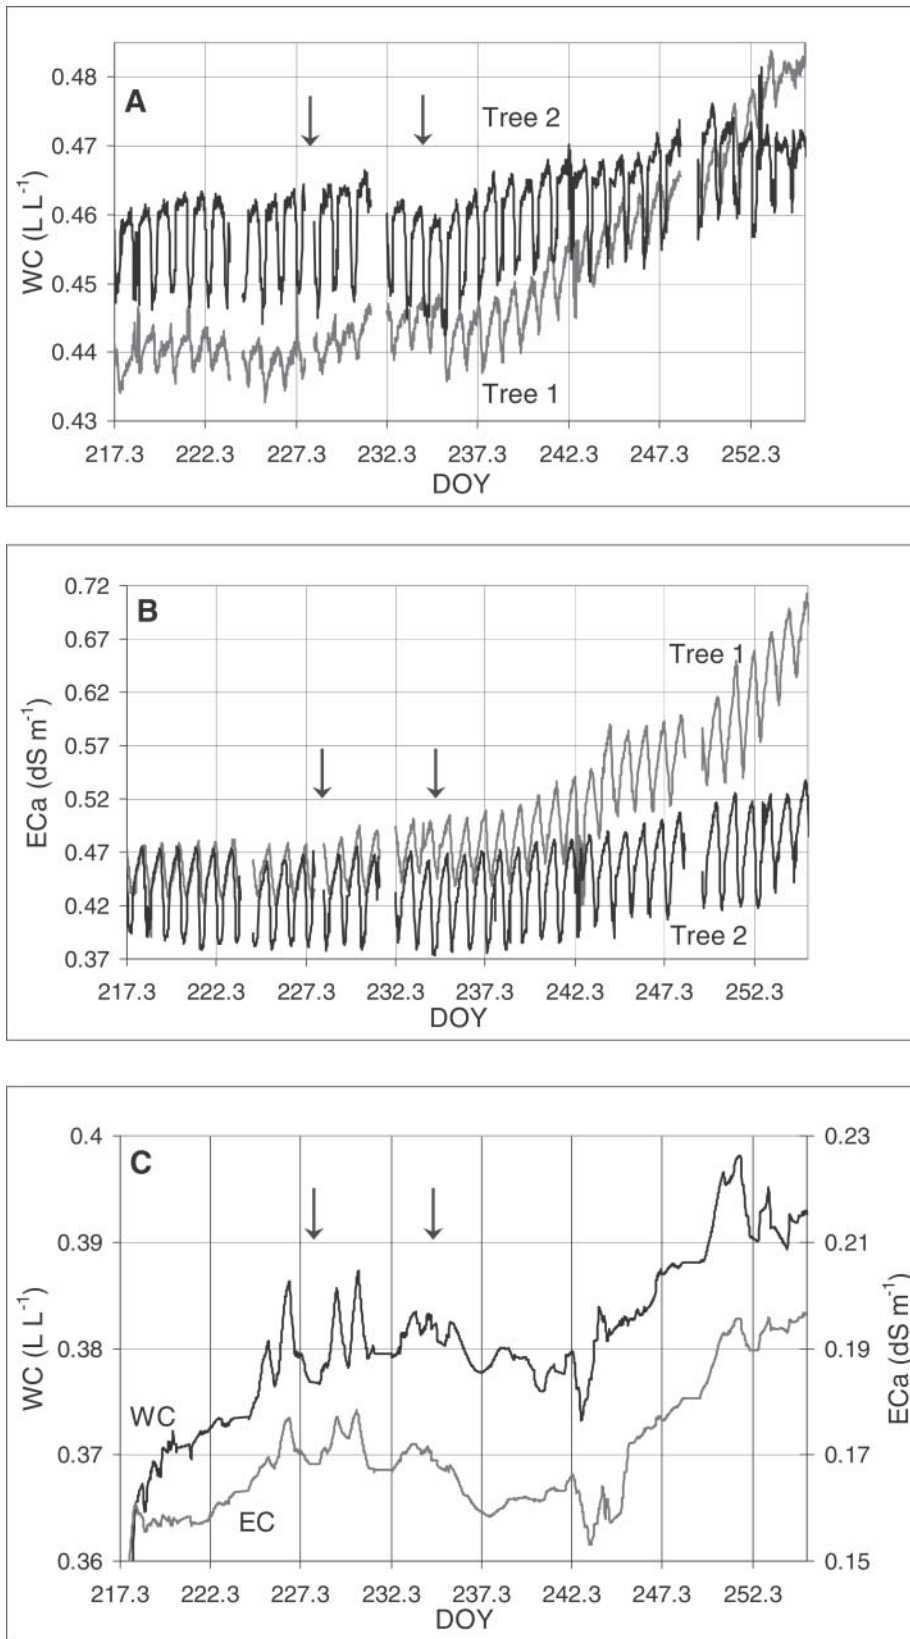 A
0.48
0.47
0.46
0.45
0.44
0.43
WC (L L⁻¹)
Tree 2
Tree 1
217.3 222.3 227.3 232.3 237.3 242.3 247.3 252.3
DOY
B
0.72
0.67
0.62
0.57
0.52
0.47
0.42
0.37
ECa (dS m⁻¹)
Tree 1
Tree 2
217.3 222.3 227.3 232.3 237.3 242.3 247.3 252.3
DOY
C
0.4
0.39
0.38
0.37
0.36
WC (L L⁻¹)
0.23
0.21
0.19
0.17
0.15
ECa (dS m⁻¹)
WC
EC
217.3 222.3 227.3 232.3 237.3 242.3 247.3 252.3
DOY